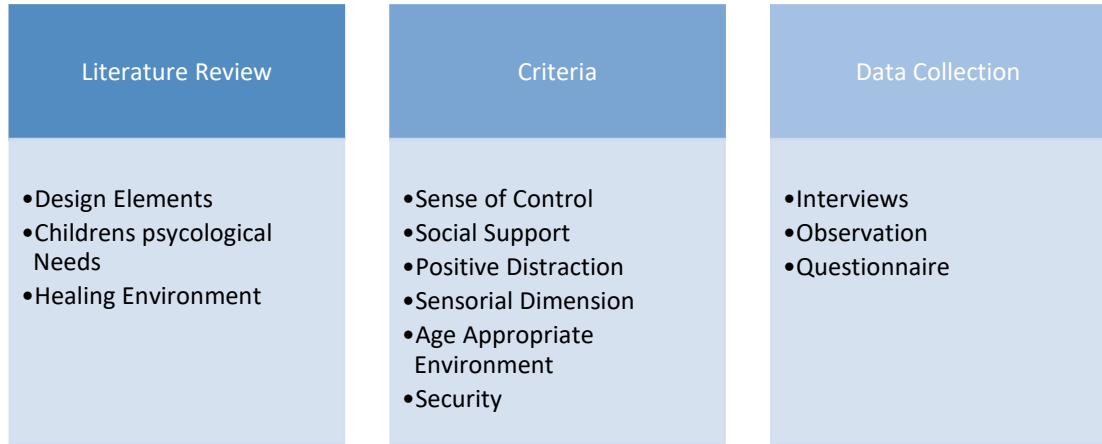 Literature Review
•Design Elements
•Childrens psycological
Needs
•Healing Environment
Criteria
•Sense of Control
•Social Support
•Positive Distraction
•Sensorial Dimension
•Age Appropriate
Environment
•Security
Data Collection
•Interviews
•Observation
•Questionnaire